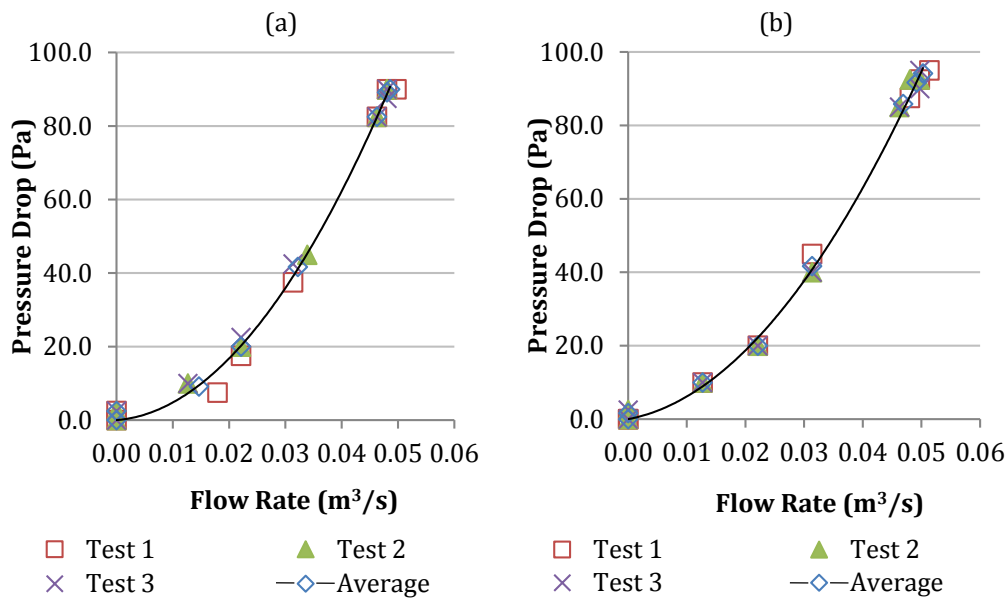 (a)
100.0
80.0
60.0
40.0
20.0
0.0
Pressure Drop (Pa)
0.00 0.01 0.02 0.03 0.04 0.05 0.06
Flow Rate (m³/s)
Test 1 Test 2
Test 3 Average
(b)
100.0
80.0
60.0
40.0
20.0
0.0
Pressure Drop (Pa)
0.00 0.01 0.02 0.03 0.04 0.05 0.06
Flow Rate (m³/s)
Test 1 Test 2
Test 3 Average